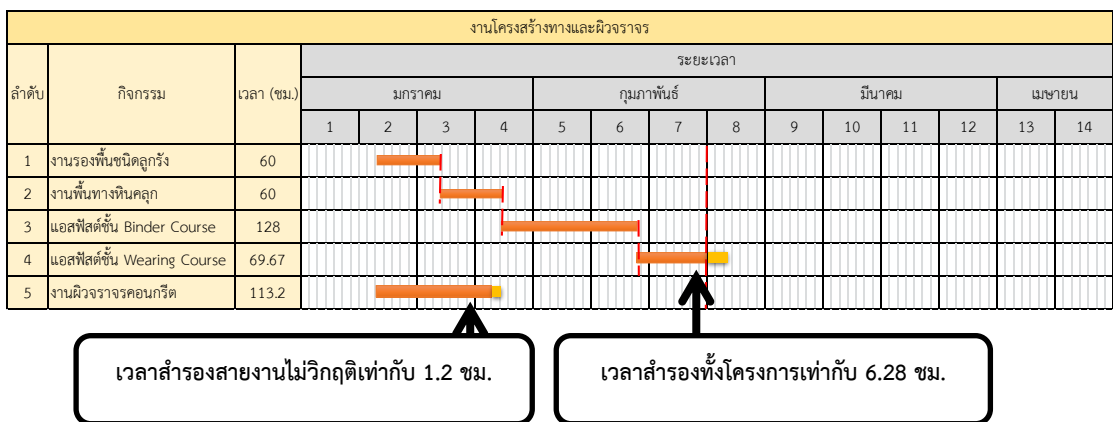 งานโครงสร้างทางและผิวจราจร
ลำดับ กิจกรรม เวลา (ชม.) ระยะเวลา
มกราคม กุมภาพันธ์ มีนาคม เมษายน
1 2 3 4 5 6 7 8 9 10 11 12 13 14
1 งานรองพื้นชนิดลูกรัง 60
2 งานพื้นทางหินคลุก 60
3 แอสฟัสต์ชั้น Binder Course 128
4 แอสฟัสต์ชั้น Wearing Course 69.67
5 งานผิวจราจรคอนกรีต 113.2
เวลาสำรองสายงานไม่วิกฤติเท่ากับ 1.2 ชม.
เวลาสำรองทั้งโครงการเท่ากับ 6.28 ชม.